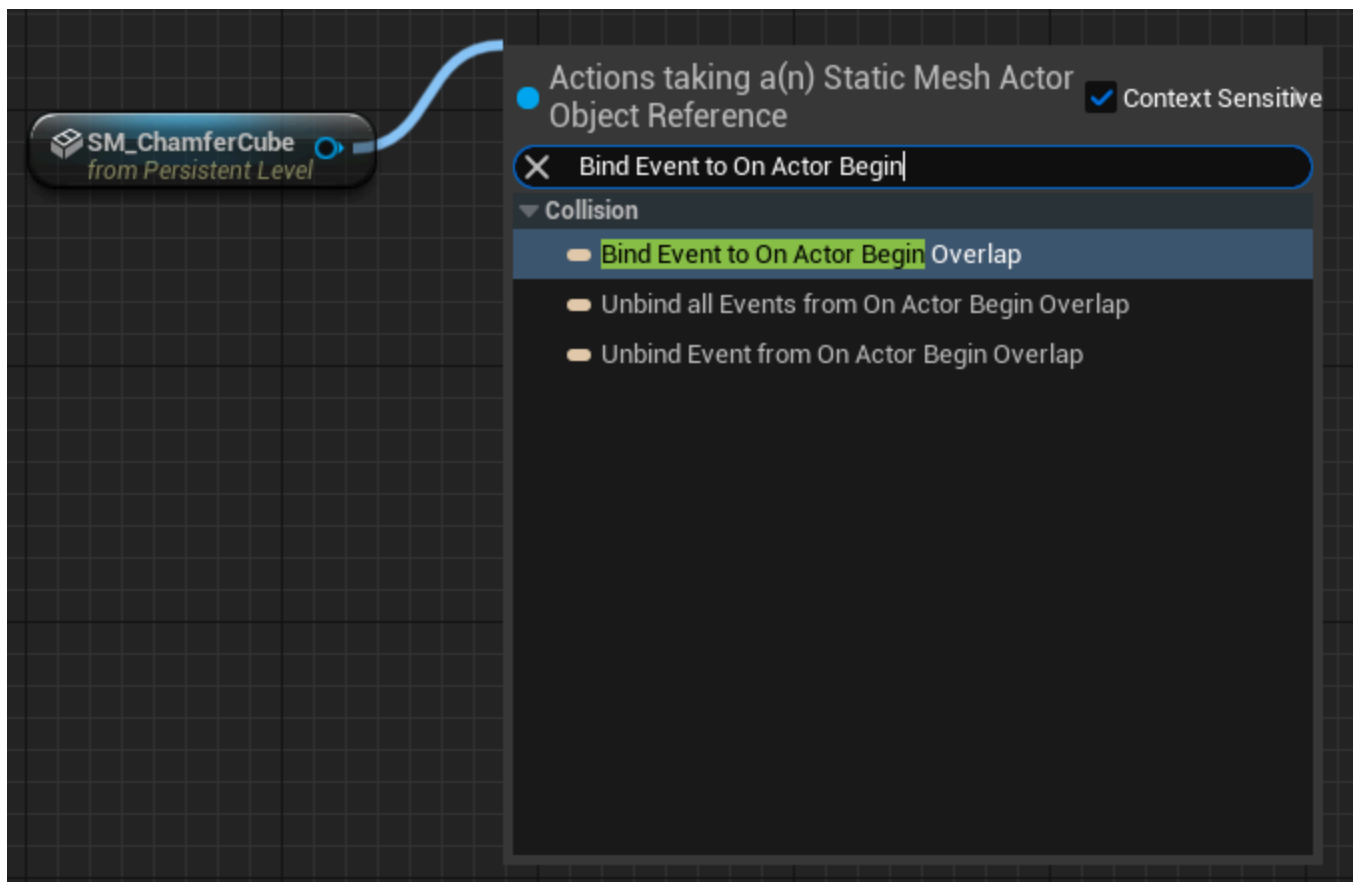 SM_ChamferCube
from Persistent Level
Actions taking a(n) Static Mesh Actor
Object Reference
Context Sensitive
Bind Event to On Actor Begin
Collision
Bind Event to On Actor Begin Overlap
Unbind all Events from On Actor Begin Overlap
Unbind Event from On Actor Begin Overlap